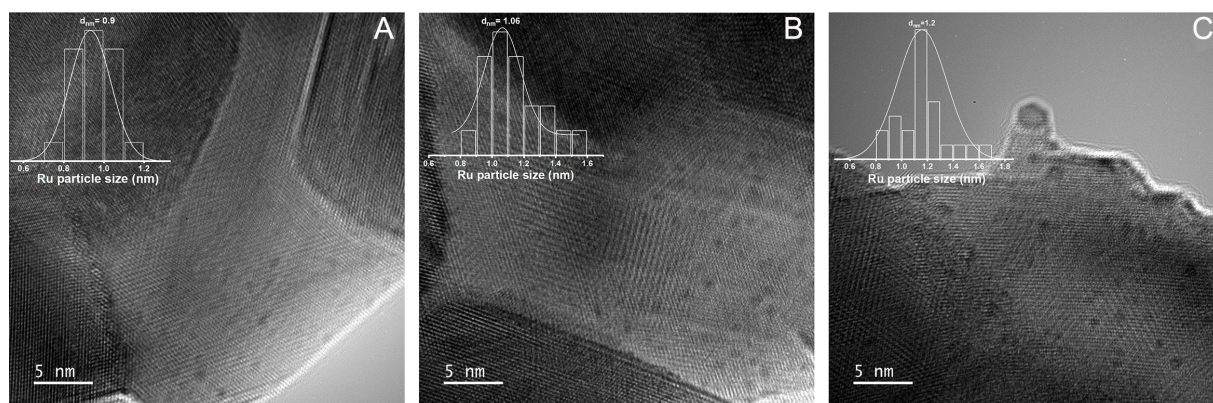 A
d_nm= 0.9
0.6 0.8 1.0 1.2
Ru particle size (nm)
5 nm
B
d_nm= 1.06
0.6 0.8 1.0 1.2 1.4 1.6
Ru particle size (nm)
5 nm
C
d_nm=1.2
0.6 0.8 1.0 1.2 1.4 1.6 1.8
Ru particle size (nm)
5 nm